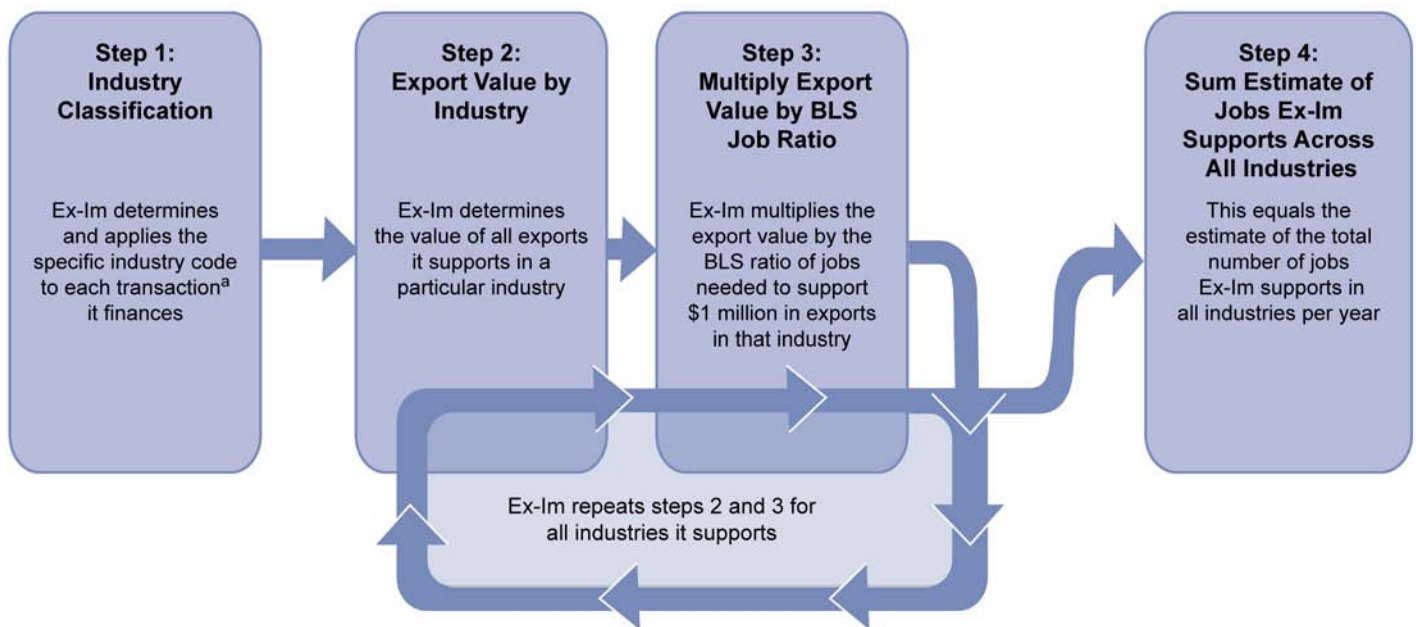 Step 1:
Industry
Classification
Ex-Im determines
and applies the
specific industry code
to each transactionª
it finances
Step 2:
Export Value by
Industry
Ex-Im determines
the value of all exports
it supports in a
particular industry
Step 3:
Multiply Export
Value by BLS
Job Ratio
Ex-Im multiplies the
export value by the
BLS ratio of jobs
needed to support
$1 million in exports
in that industry
Step 4:
Sum Estimate of
Jobs Ex-Im
Supports Across
All Industries
This equals the
estimate of the total
number of jobs
Ex-Im supports in
all industries per year
Ex-Im repeats steps 2 and 3 for
all industries it supports